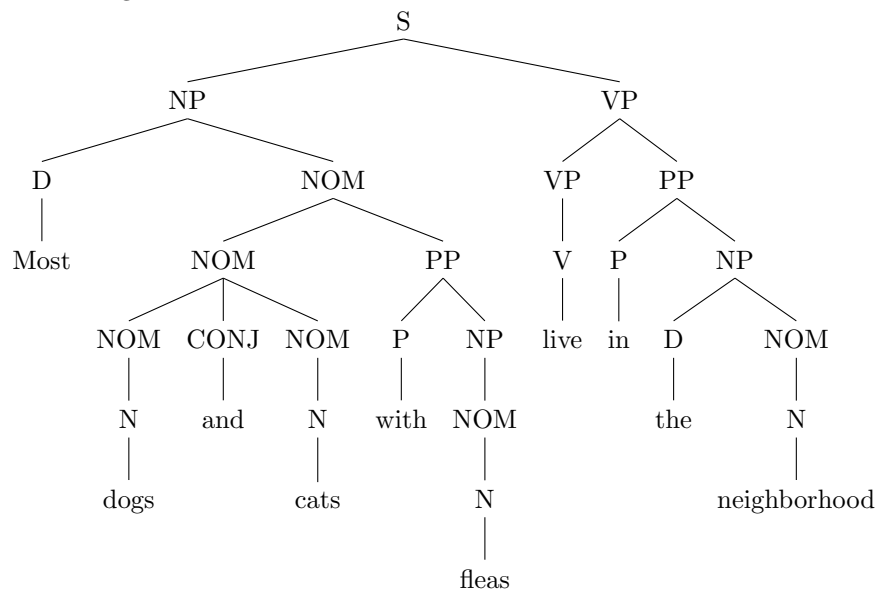 S
NP VP
D NOM VP PP
Most NOM PP V P NP
NOM CONJ NOM P NP live in D NOM
N and N with NOM the N
dogs cats N neighborhood
fleas